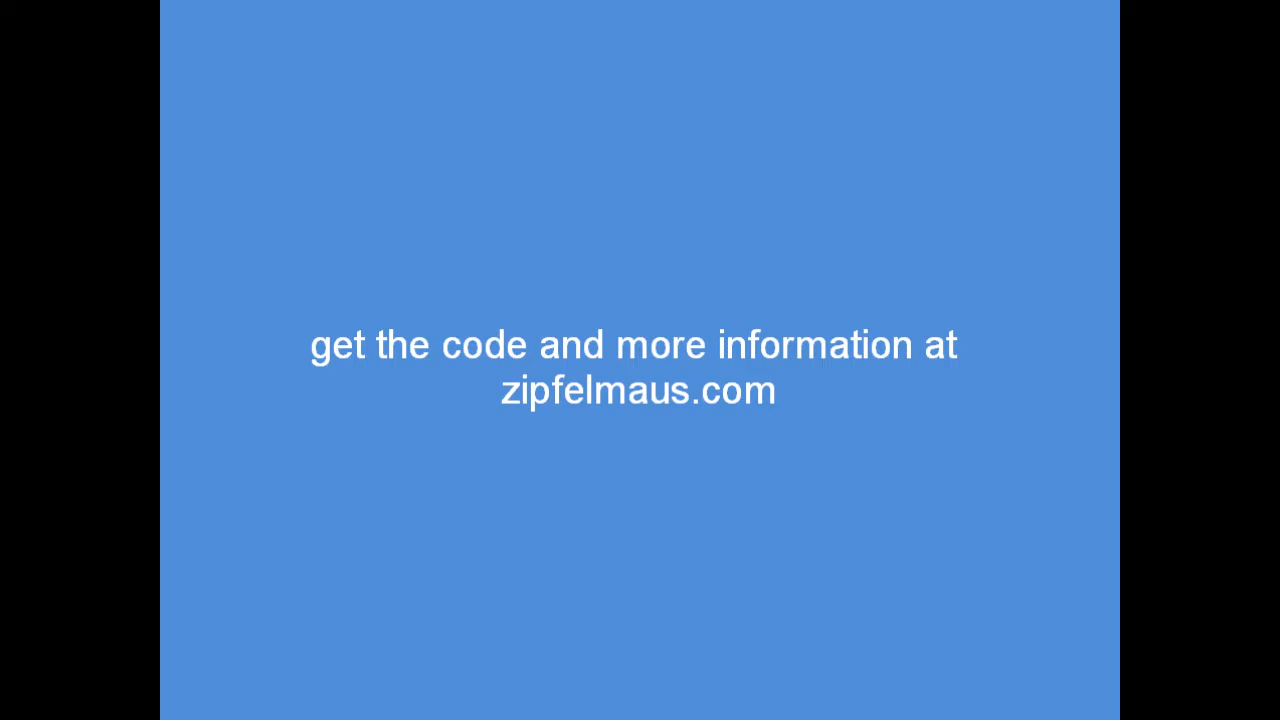 get the code and more information at
zipfelmaus.com